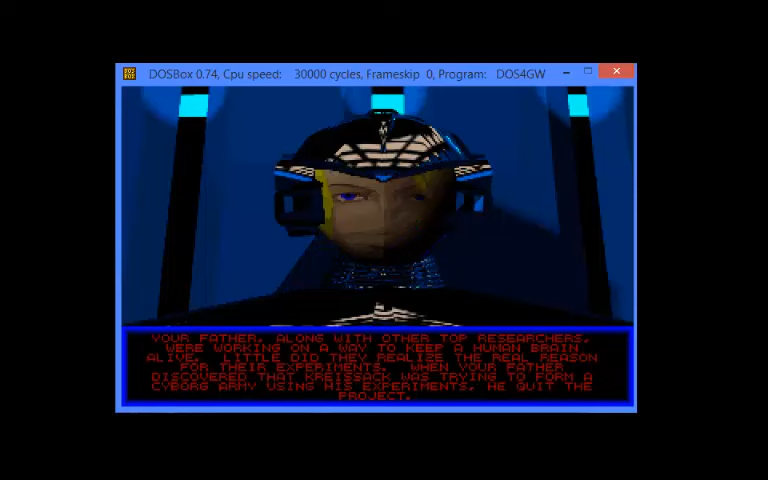 DOSBox 0.74, Cpu speed: 30000 cycles, Frameskip 0, Program: DOS4GW
YOUR FATHER, ALONG WITH OTHER TOP RESEARCHERS,
WERE WORKING ON A WAY TO KEEP A HUMAN BRAIN
ALIVE. LITTLE DID THEY REALIZE THE REAL REASON
FOR THEIR EXPERIMENTS. WHEN YOUR FATHER
DISCOVERED THAT KREISSACK WAS TRYING TO FORM A
CYBORG ARMY USING HIS EXPERIMENTS, HE QUIT THE
PROJECT.